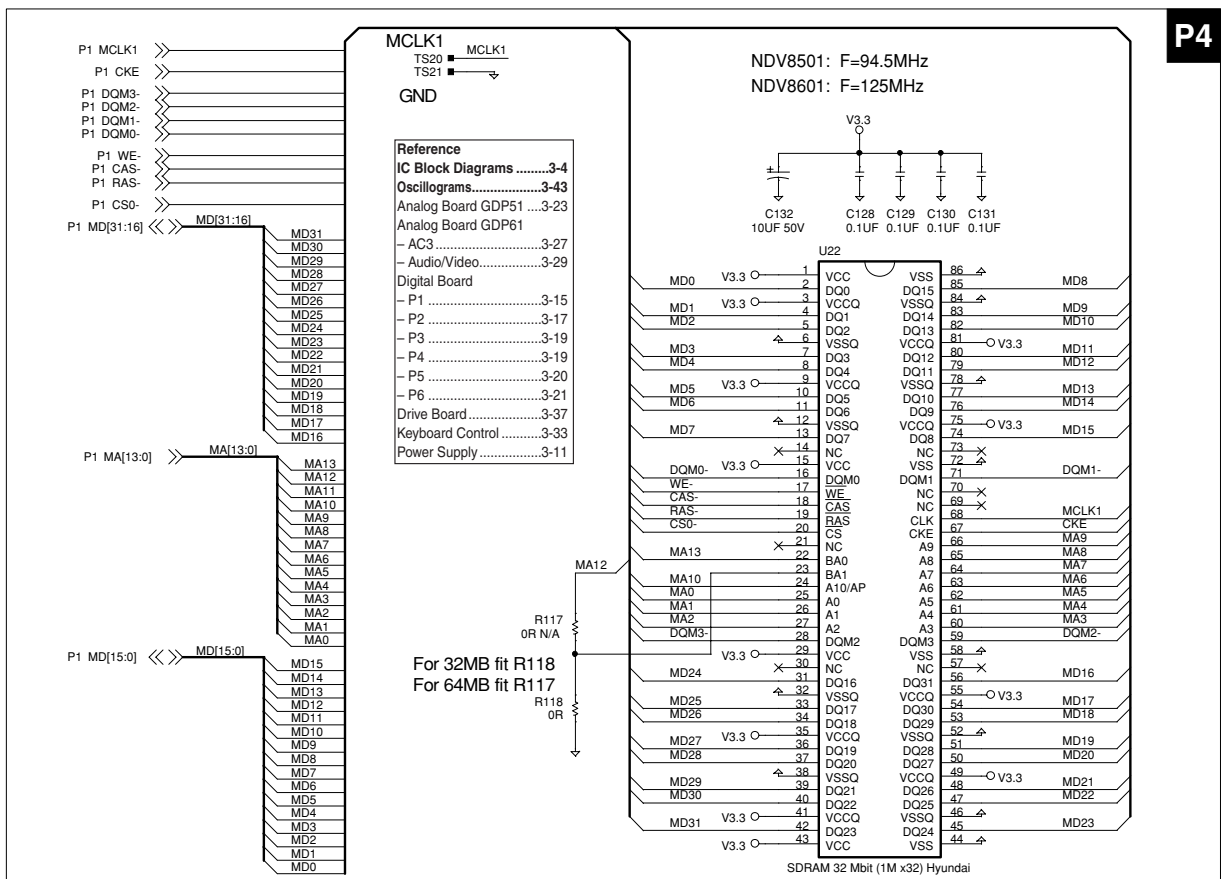 P4
P1 MCLK1
P1 CKE
P1 DQM3-
P1 DQM2-
P1 DQM1-
P1 DQM0-
P1 WE-
P1 CAS-
P1 RAS-
P1 CS0-
P1 MD[31:16]
MD[31:16]
MD31
MD30
MD29
MD28
MD27
MD26
MD25
MD24
MD23
MD22
MD21
MD20
MD19
MD18
MD17
MD16
P1 MA[13:0]
MA[13:0]
MA13
MA12
MA11
MA10
MA9
MA8
MA7
MA6
MA5
MA4
MA3
MA2
MA1
MA0
P1 MD[15:0]
MD[15:0]
MD15
MD14
MD13
MD12
MD11
MD10
MD9
MD8
MD7
MD6
MD5
MD4
MD3
MD2
MD1
MD0
MCLK1
TS20 MCLK1
TS21
GND
Reference
IC Block Diagrams .........3-4
Oscillograms...................3-43
Analog Board GDP51 ....3-23
Analog Board GDP61
– AC3 ..........................3-27
– Audio/Video................3-29
Digital Board
– P1 ............................3-15
– P2 ............................3-17
– P3 ............................3-19
– P4 ............................3-19
– P5 ............................3-20
– P6 ............................3-21
Drive Board....................3-37
Keyboard Control ...........3-33
Power Supply.................3-11
NDV8501: F=94.5MHz
NDV8601: F=125MHz
V3.3
C132 C128 C129 C130 C131
10UF 50V 0.1UF 0.1UF 0.1UF 0.1UF
U22
V3.3 1 VCC VSS 86
MD0 2 DQ0 DQ15 85 MD8
V3.3 3 VCCQ VSSQ 84
MD1 4 DQ1 DQ14 83 MD9
MD2 5 DQ2 DQ13 82 MD10
6 VSSQ VCCQ 81 V3.3
MD3 7 DQ3 DQ12 80 MD11
MD4 8 DQ4 DQ11 79 MD12
V3.3 9 VCCQ VSSQ 78
MD5 10 DQ5 DQ10 77 MD13
MD6 11 DQ6 DQ9 76 MD14
12 VSSQ VCCQ 75 V3.3
MD7 13 DQ7 DQ8 74 MD15
14 NC NC 73
V3.3 15 VCC VSS 72
DQM0- 16 DQM0 DQM1 71 DQM1-
WE- 17 WE NC 70
CAS- 18 CAS NC 69
RAS- 19 RAS CLK 68 MCLK1
CS0- 20 CS CKE 67 CKE
21 NC A9 66 MA9
MA13 22 BA0 A8 65 MA8
MA12 23 BA1 A7 64 MA7
MA10 24 A10/AP A6 63 MA6
MA0 25 A0 A5 62 MA5
MA1 26 A1 A4 61 MA4
MA2 27 A2 A3 60 MA3
DQM3- 28 DQM2 DQM3 59 DQM2-
V3.3 29 VCC VSS 58
30 NC NC 57
MD24 31 DQ16 DQ31 56 MD16
32 VSSQ VCCQ 55 V3.3
MD25 33 DQ17 DQ30 54 MD17
MD26 34 DQ18 DQ29 53 MD18
V3.3 35 VCCQ VSSQ 52
MD27 36 DQ19 DQ28 51 MD19
MD28 37 DQ20 DQ27 50 MD20
38 VSSQ VCCQ 49 V3.3
MD29 39 DQ21 DQ26 48 MD21
MD30 40 DQ22 DQ25 47 MD22
V3.3 41 VCCQ VSSQ 46
MD31 42 DQ23 DQ24 45 MD23
V3.3 43 VCC VSS 44
R117
0R N/A
For 32MB fit R118
For 64MB fit R117
R118
0R
SDRAM 32 Mbit (1M x32) Hyundai